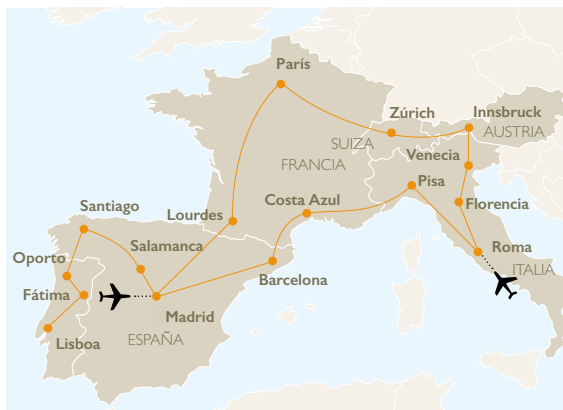 París
Zúrich
Innsbruck
AUSTRIA
SUIZA
Venecia
FRANCIA
Pisa
Costa Azul
Santiago
Lourdes
Florencia
Salamanca
Roma
Oporto
ITALIA
Barcelona
Fátima
Madrid
ESPAÑA
Lisboa